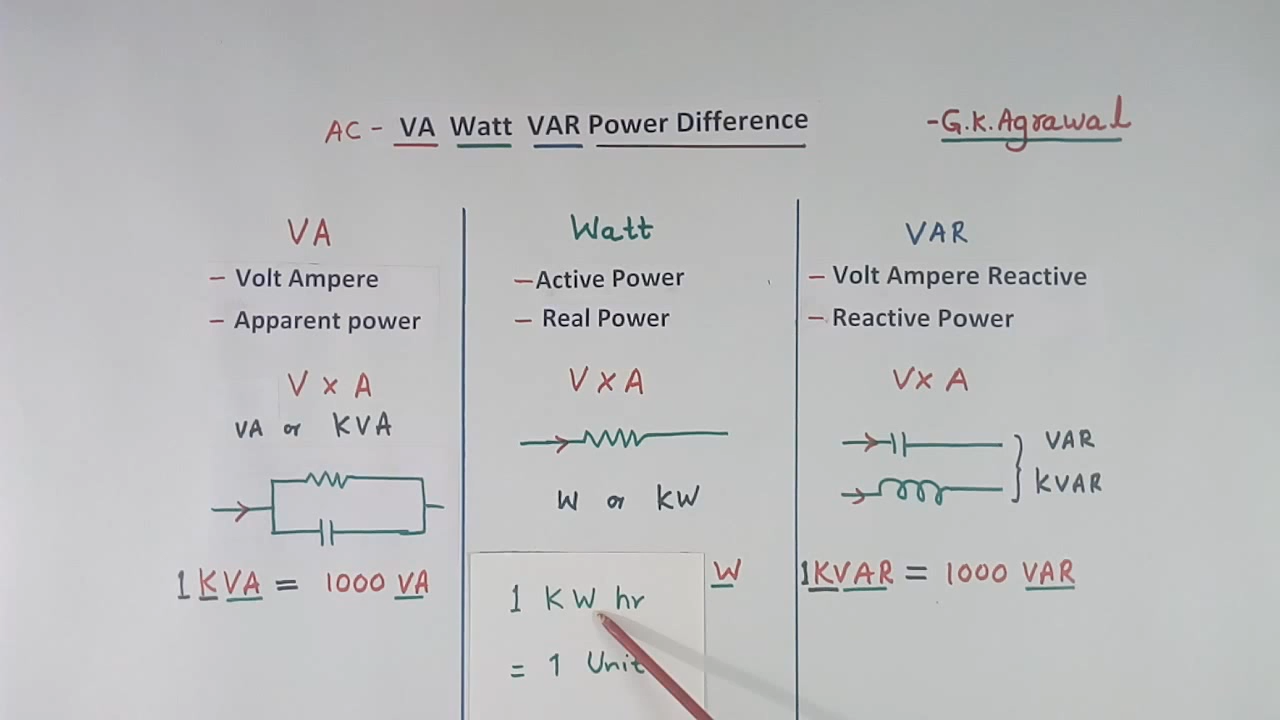 AC - VA Watt VAR Power Difference
-G.K.Agrawal
VA
- Volt Ampere
- Apparent power
V x A
VA or KVA
1 KVA = 1000 VA
Watt
- Active Power
- Real Power
V x A
W or KW
W
1 KW hr
= 1 Unit
VAR
- Volt Ampere Reactive
- Reactive Power
V x A
VAR
KVAR
1KVAR = 1000 VAR